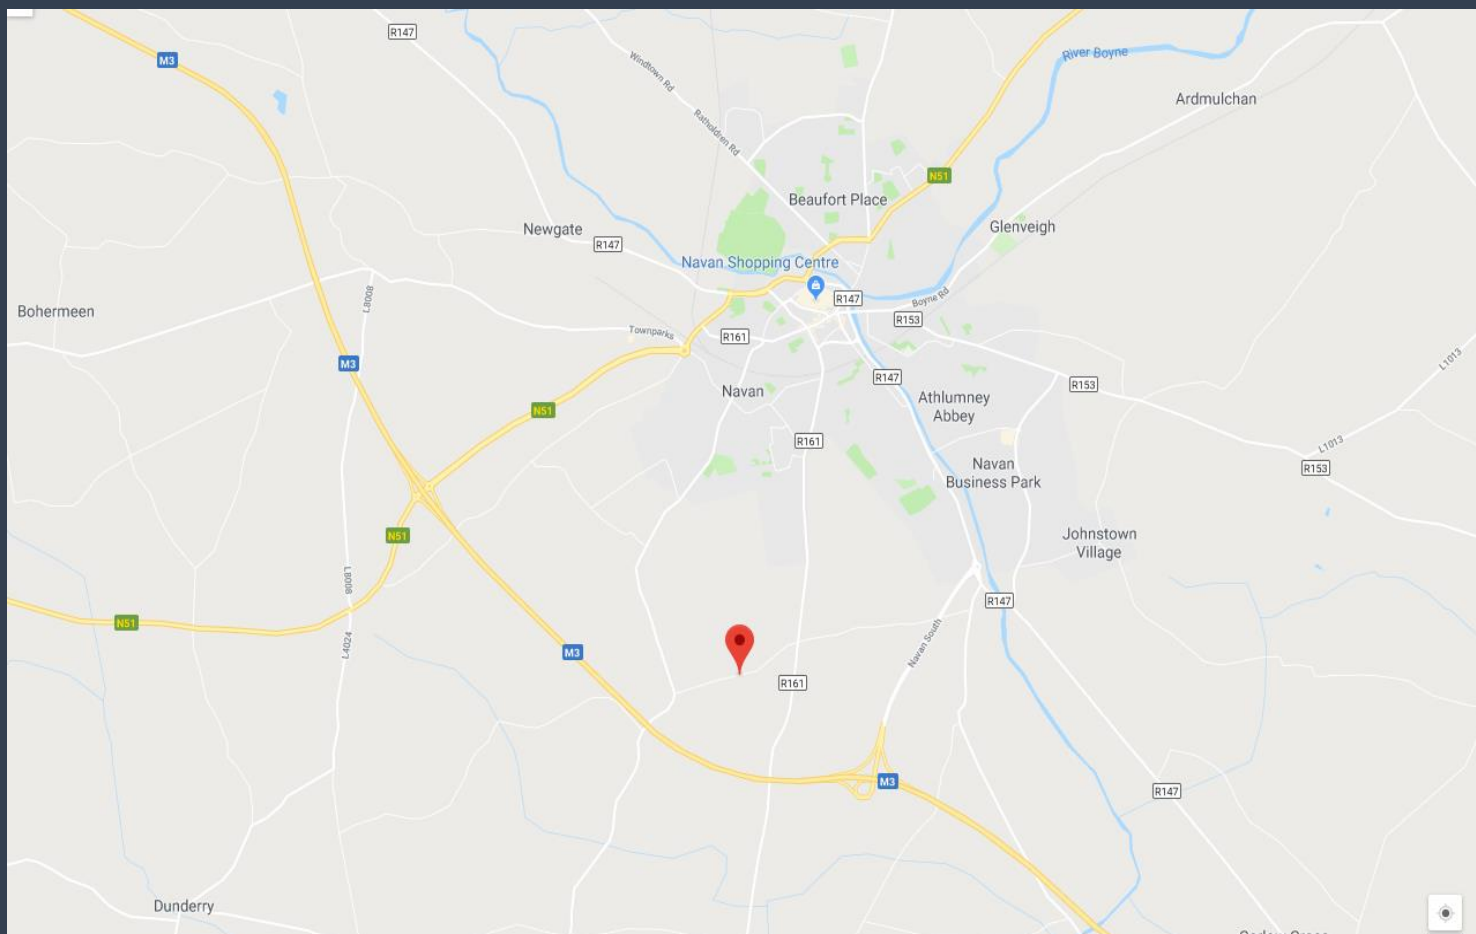 R147
M3
Windtown Rd
River Boyne
Ardmulchan
Ratholdren Rd
N51
Beaufort Place
Newgate
R147
Glenveigh
Navan Shopping Centre
L8008
R147
Boyne Rd
Bohermeen
R153
Townparks
R161
M3
L1013
R147
R153
Navan
Athlumney
Abbey
N51
R161
L1013
R153
Navan
Business Park
N51
Johnstown
Village
L8008
R147
N51
L4024
Navan South
M3
R161
M3
R147
Dunderry